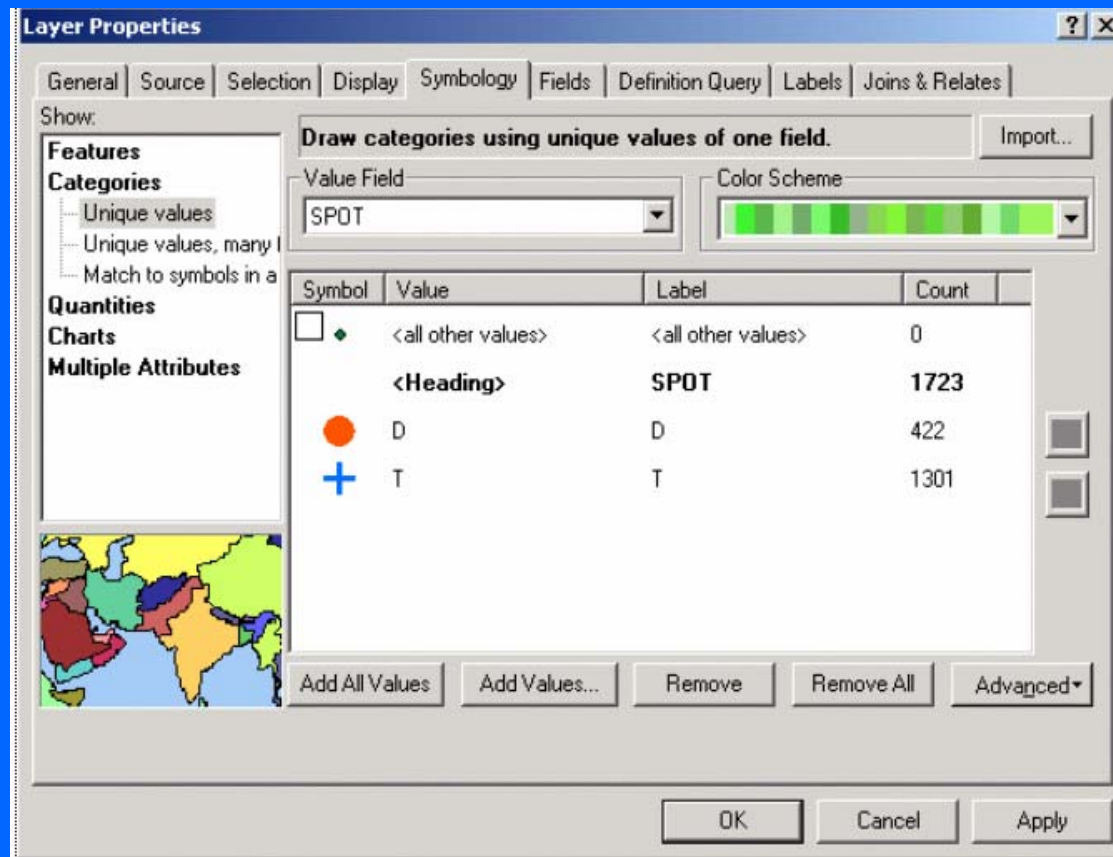 Layer Properties
? X
General Source Selection Display Symbology Fields Definition Query Labels Joins & Relates
Show:
Features
Categories
Unique values
Unique values, many
Match to symbols in a
Quantities
Charts
Multiple Attributes
Draw categories using unique values of one field.
Import...
Value Field
SPOT
Color Scheme
Symbol Value Label Count
<all other values> <all other values> 0
<Heading> SPOT 1723
D D 422
T T 1301
Add All Values Add Values... Remove Remove All Advanced
OK Cancel Apply